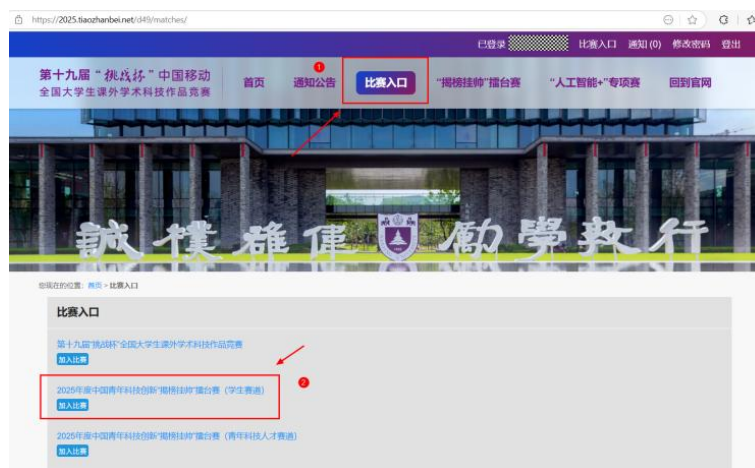 https://2025.tiaozhanbei.net/d49/matches/
已登录 比赛入口 通知 (0) 修改密码 登出
第十九届“挑战杯”中国移动
全国大学生课外学术科技作品竞赛
首页 通知公告 比赛入口 “揭榜挂帅”擂台赛 “人工智能+”专项赛 回到官网
1
誠樸雄偉 勵學敦行
您现在的位置：首页 > 比赛入口
比赛入口
第十九届“挑战杯”全国大学生课外学术科技作品竞赛
加入比赛
2025年度中国青年科技创新“揭榜挂帅”擂台赛（学生赛道）
2
加入比赛
2025年度中国青年科技创新“揭榜挂帅”擂台赛（青年科技人才赛道）
加入比赛